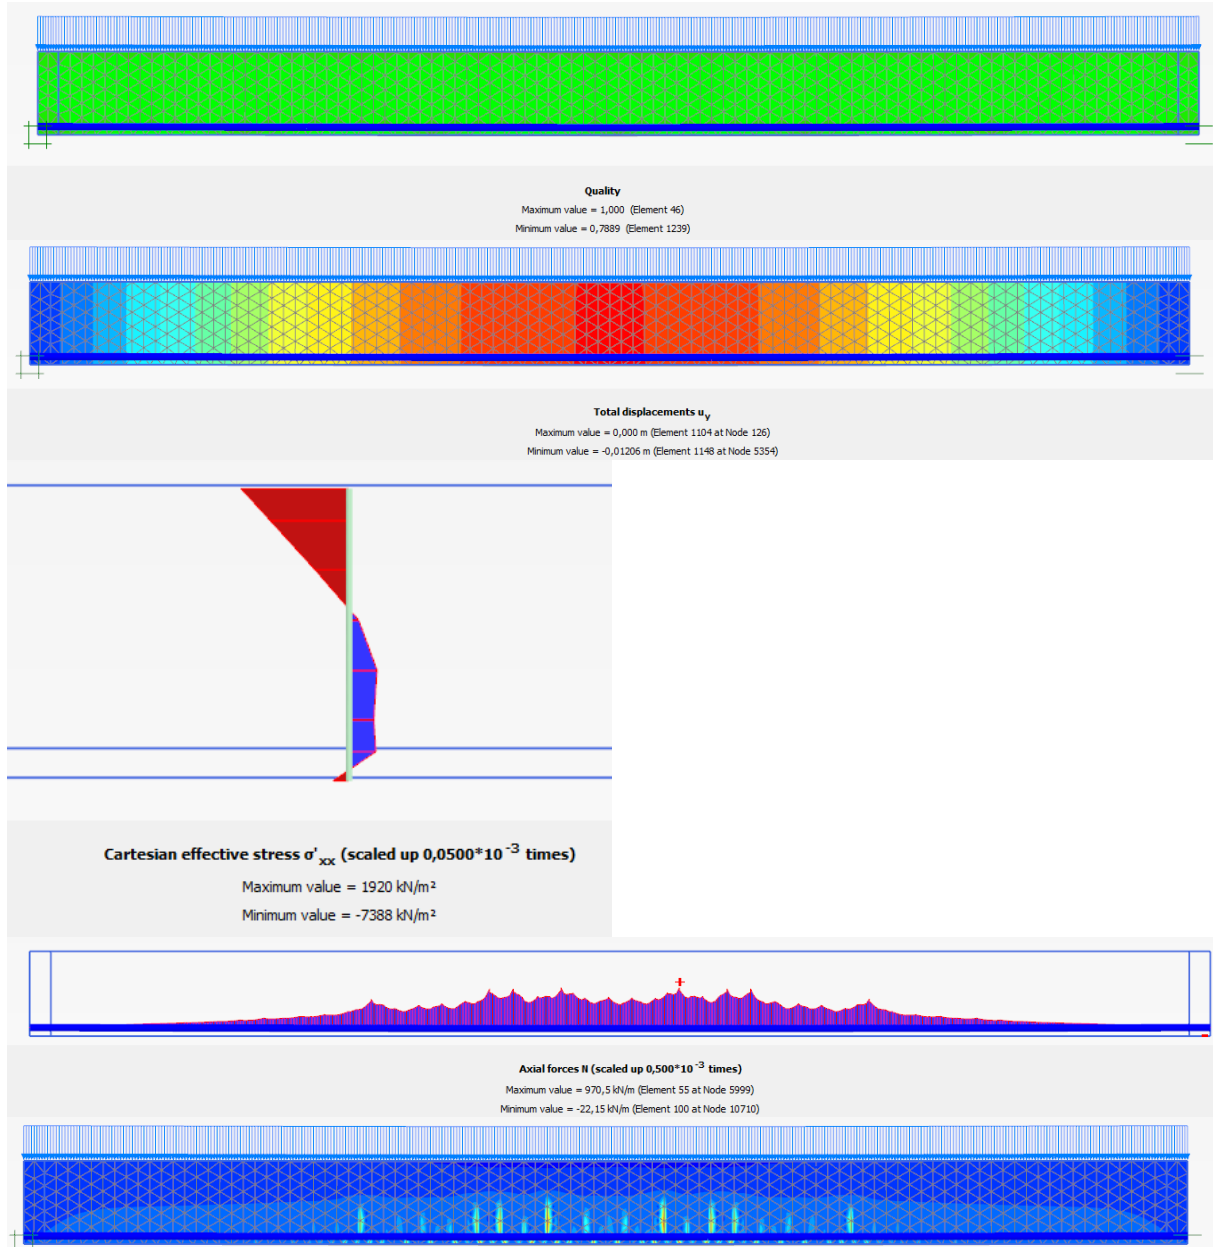 Quality
Maximum value = 1,000 (Element 46)
Minimum value = 0,7889 (Element 1239)
Total displacements uy
Maximum value = 0,000 m (Element 1104 at Node 126)
Minimum value = -0,01206 m (Element 1148 at Node 5354)
Cartesian effective stress σ'xx (scaled up 0,0500*10⁻³ times)
Maximum value = 1920 kN/m²
Minimum value = -7388 kN/m²
Axial forces N (scaled up 0,500*10⁻³ times)
Maximum value = 970,5 kN/m (Element 55 at Node 5999)
Minimum value = -22,15 kN/m (Element 100 at Node 10710)